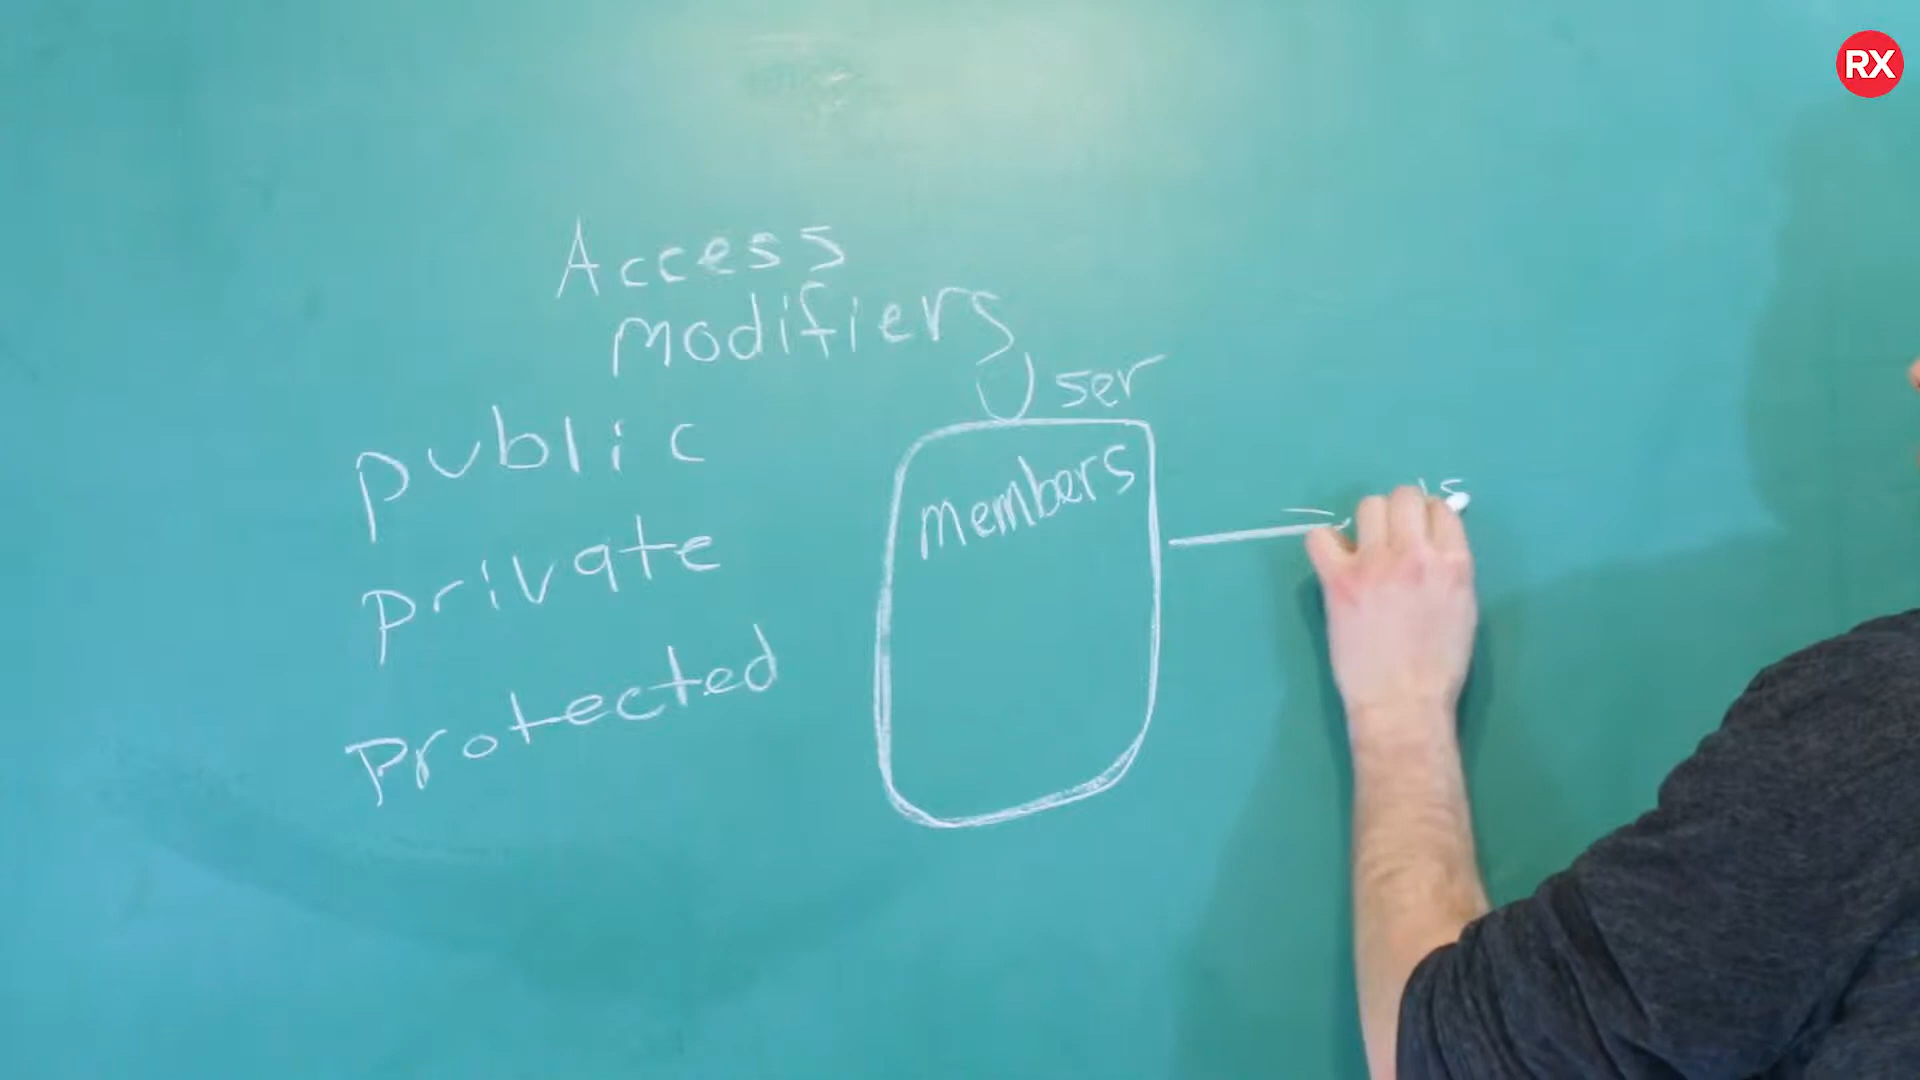 RX
Access
modifiers
public
private
protected
User
members